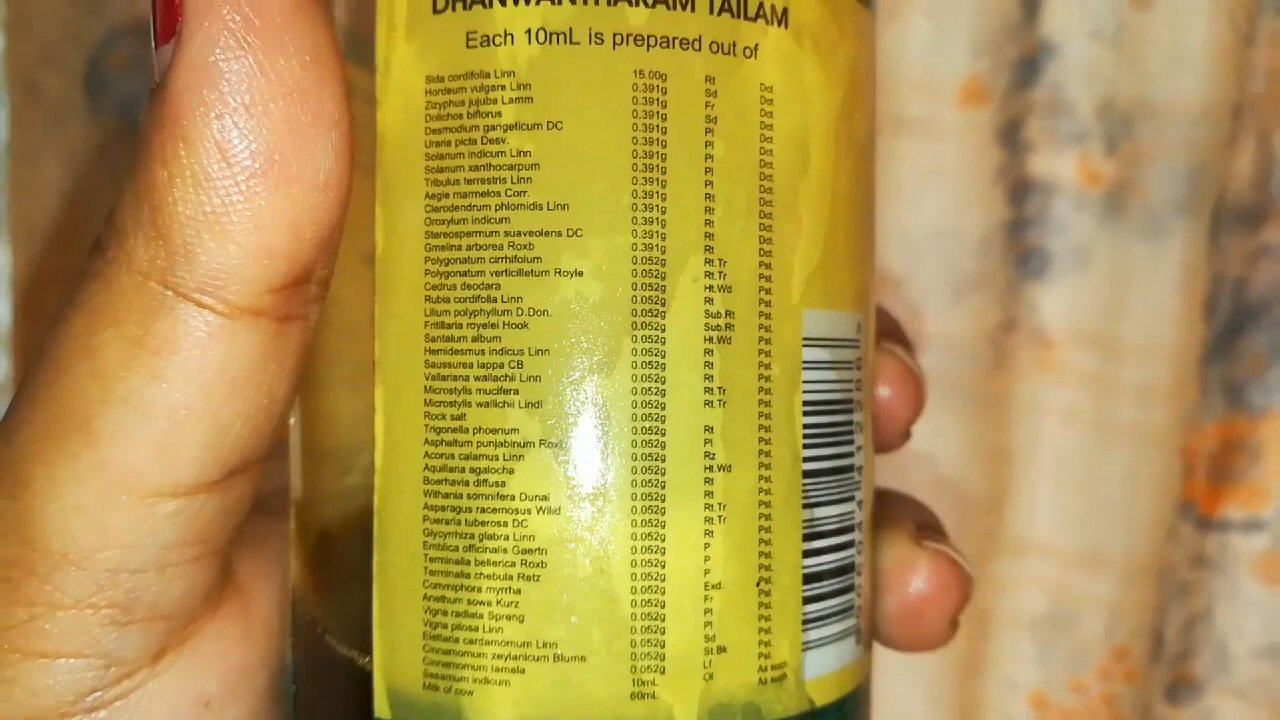 DHANWANTHARAM TAILAM
Each 10mL is prepared out of
Sida cordifolia Linn 15.00g Rt Dct.
Hordeum vulgare Linn 0.391g Sd Dct.
Zizyphus jujuba Lamm 0.391g Fr Dct.
Dolichos biflorus 0.391g Sd Dct.
Desmodium gangeticum DC 0.391g Pl Dct.
Uraria picta Desv. 0.391g Pl Dct.
Solanum indicum Linn 0.391g Pl Dct.
Solanum xanthocarpum 0.391g Pl Dct.
Tribulus terrestris Linn 0.391g Pl Dct.
Aegle marmelos Corr. 0.391g Rt Dct.
Clerodendrum phlomidis Linn 0.391g Rt Dct.
Oroxylum indicum 0.391g Rt Dct.
Stereospermum suaveolens DC 0.391g Rt Dct.
Gmelina arborea Roxb 0.391g Rt Dct.
Polygonatum cirrhifolium 0.052g Rt.Tr Pst.
Polygonatum verticilletum Royle 0.052g Rt.Tr Pst.
Cedrus deodara 0.052g Ht.Wd Pst.
Rubia cordifolia Linn 0.052g Rt Pst.
Lilium polyphyllum D.Don. 0.052g Sub.Rt Pst.
Fritillaria royelei Hook 0.052g Sub.Rt Pst.
Santalum album 0.052g Ht.Wd Pst.
Hemidesmus indicus Linn 0.052g Rt Pst.
Saussurea lappa CB 0.052g Rt Pst.
Vallariana wallachii Linn 0.052g Rt Pst.
Microstylis mucifera 0.052g Rt.Tr Pst.
Microstylis wallichii Lindl 0.052g Rt.Tr Pst.
Rock salt 0.052g Pst.
Trigonella phoenum 0.052g Rt Pst.
Asphaltum punjabinum Roxb 0.052g Pl Pst.
Acorus calamus Linn 0.052g Rz Pst.
Aquillaria agalocha 0.052g Ht.Wd Pst.
Boerhavia diffusa 0.052g Rt Pst.
Withania somnifera Dunal 0.052g Rt Pst.
Asparagus racemosus Wilid 0.052g Rt.Tr Pst.
Pueraria tuberosa DC 0.052g Rt.Tr Pst.
Glycyrrhiza glabra Linn 0.052g Rt Pst.
Emblica officinalis Gaertn 0.052g P Pst.
Terminalia bellerica Roxb 0.052g P Pst.
Terminalia chebula Retz 0.052g P Pst.
Commiphora myrrha 0.052g Exd. Pst.
Anethum sowa Kurz 0.052g Fr Pst.
Vigna radiata Spreng 0.052g Pl Pst.
Vigna pilosa Linn 0.052g Pl Pst.
Elettaria cardamomum Linn 0.052g Sd Pst.
Cinnamomum zeylanicum Blume 0.052g St.Bk Pst.
Cinnamomum tamala 0.052g Lf Pst.
Sesamum indicum 10mL Oil As such
Milk of cow 60mL As such